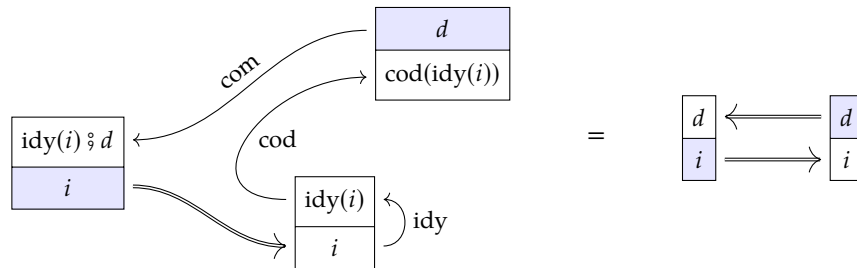 d
cod(idy(i))
com
idy(i) ⨟ d
i
cod
idy(i)
i
idy
=
d
i
d
i